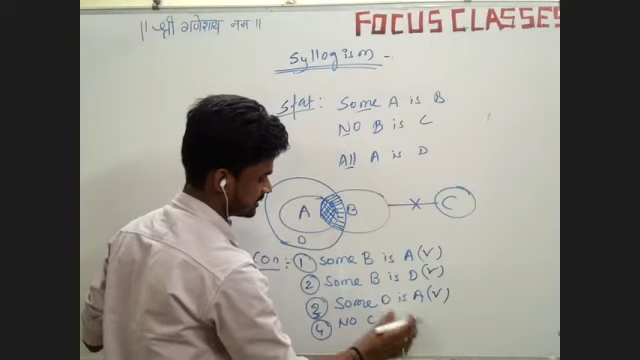 || श्री गणेशाय नमः ||
FOCUS CLASSES
Syllogism -
Stat: Some A is B
NO B is C
All A is D
A B C
D
Con: 1 Some B is A (√)
2 Some B is D (√)
3 Some D is A (√)
4 NO C